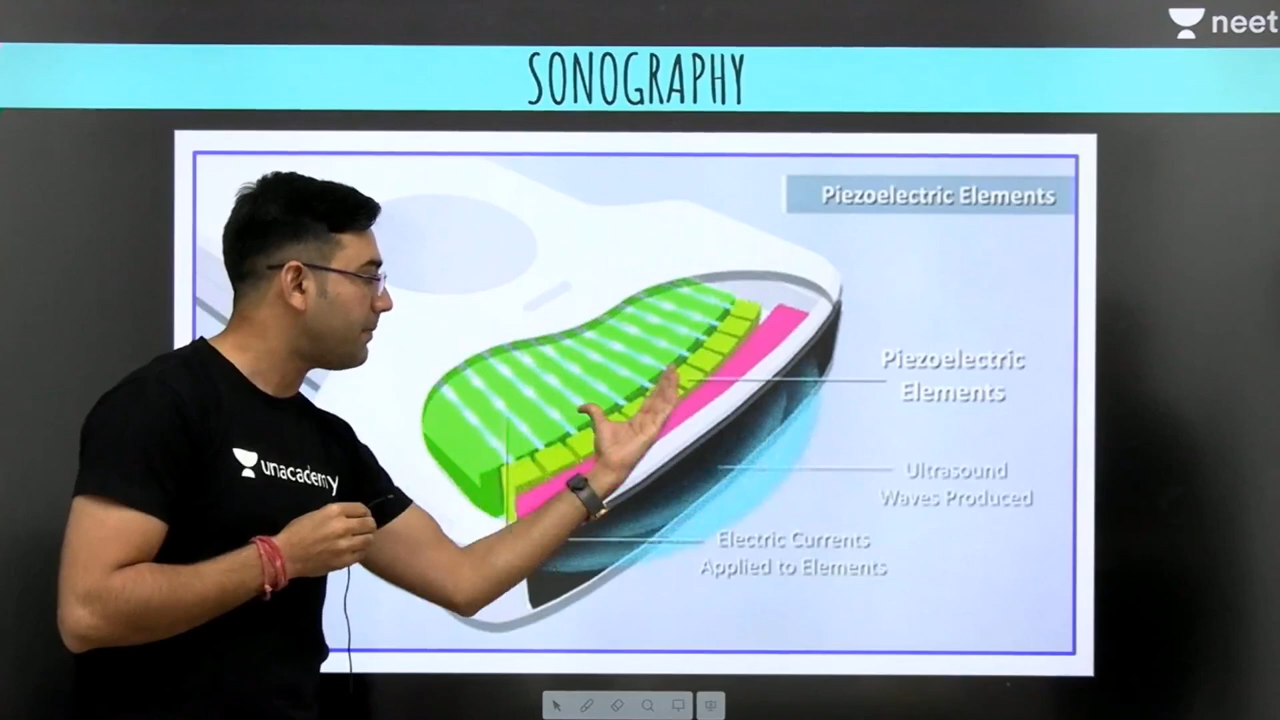 neet
SONOGRAPHY
Piezoelectric Elements
Piezoelectric
Elements
unacademy
Ultrasound
Waves Produced
Electric Currents
Applied to Elements